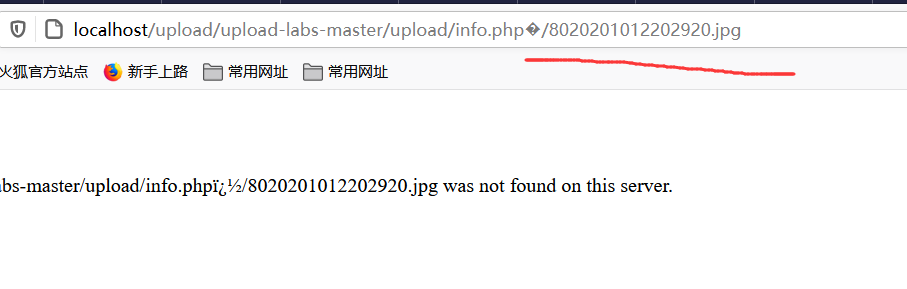 localhost/upload/upload-labs-master/upload/info.php�/8020201012202920.jpg
火狐官方站点 新手上路 常用网址 常用网址
abs-master/upload/info.phpï¿½/8020201012202920.jpg was not found on this server.